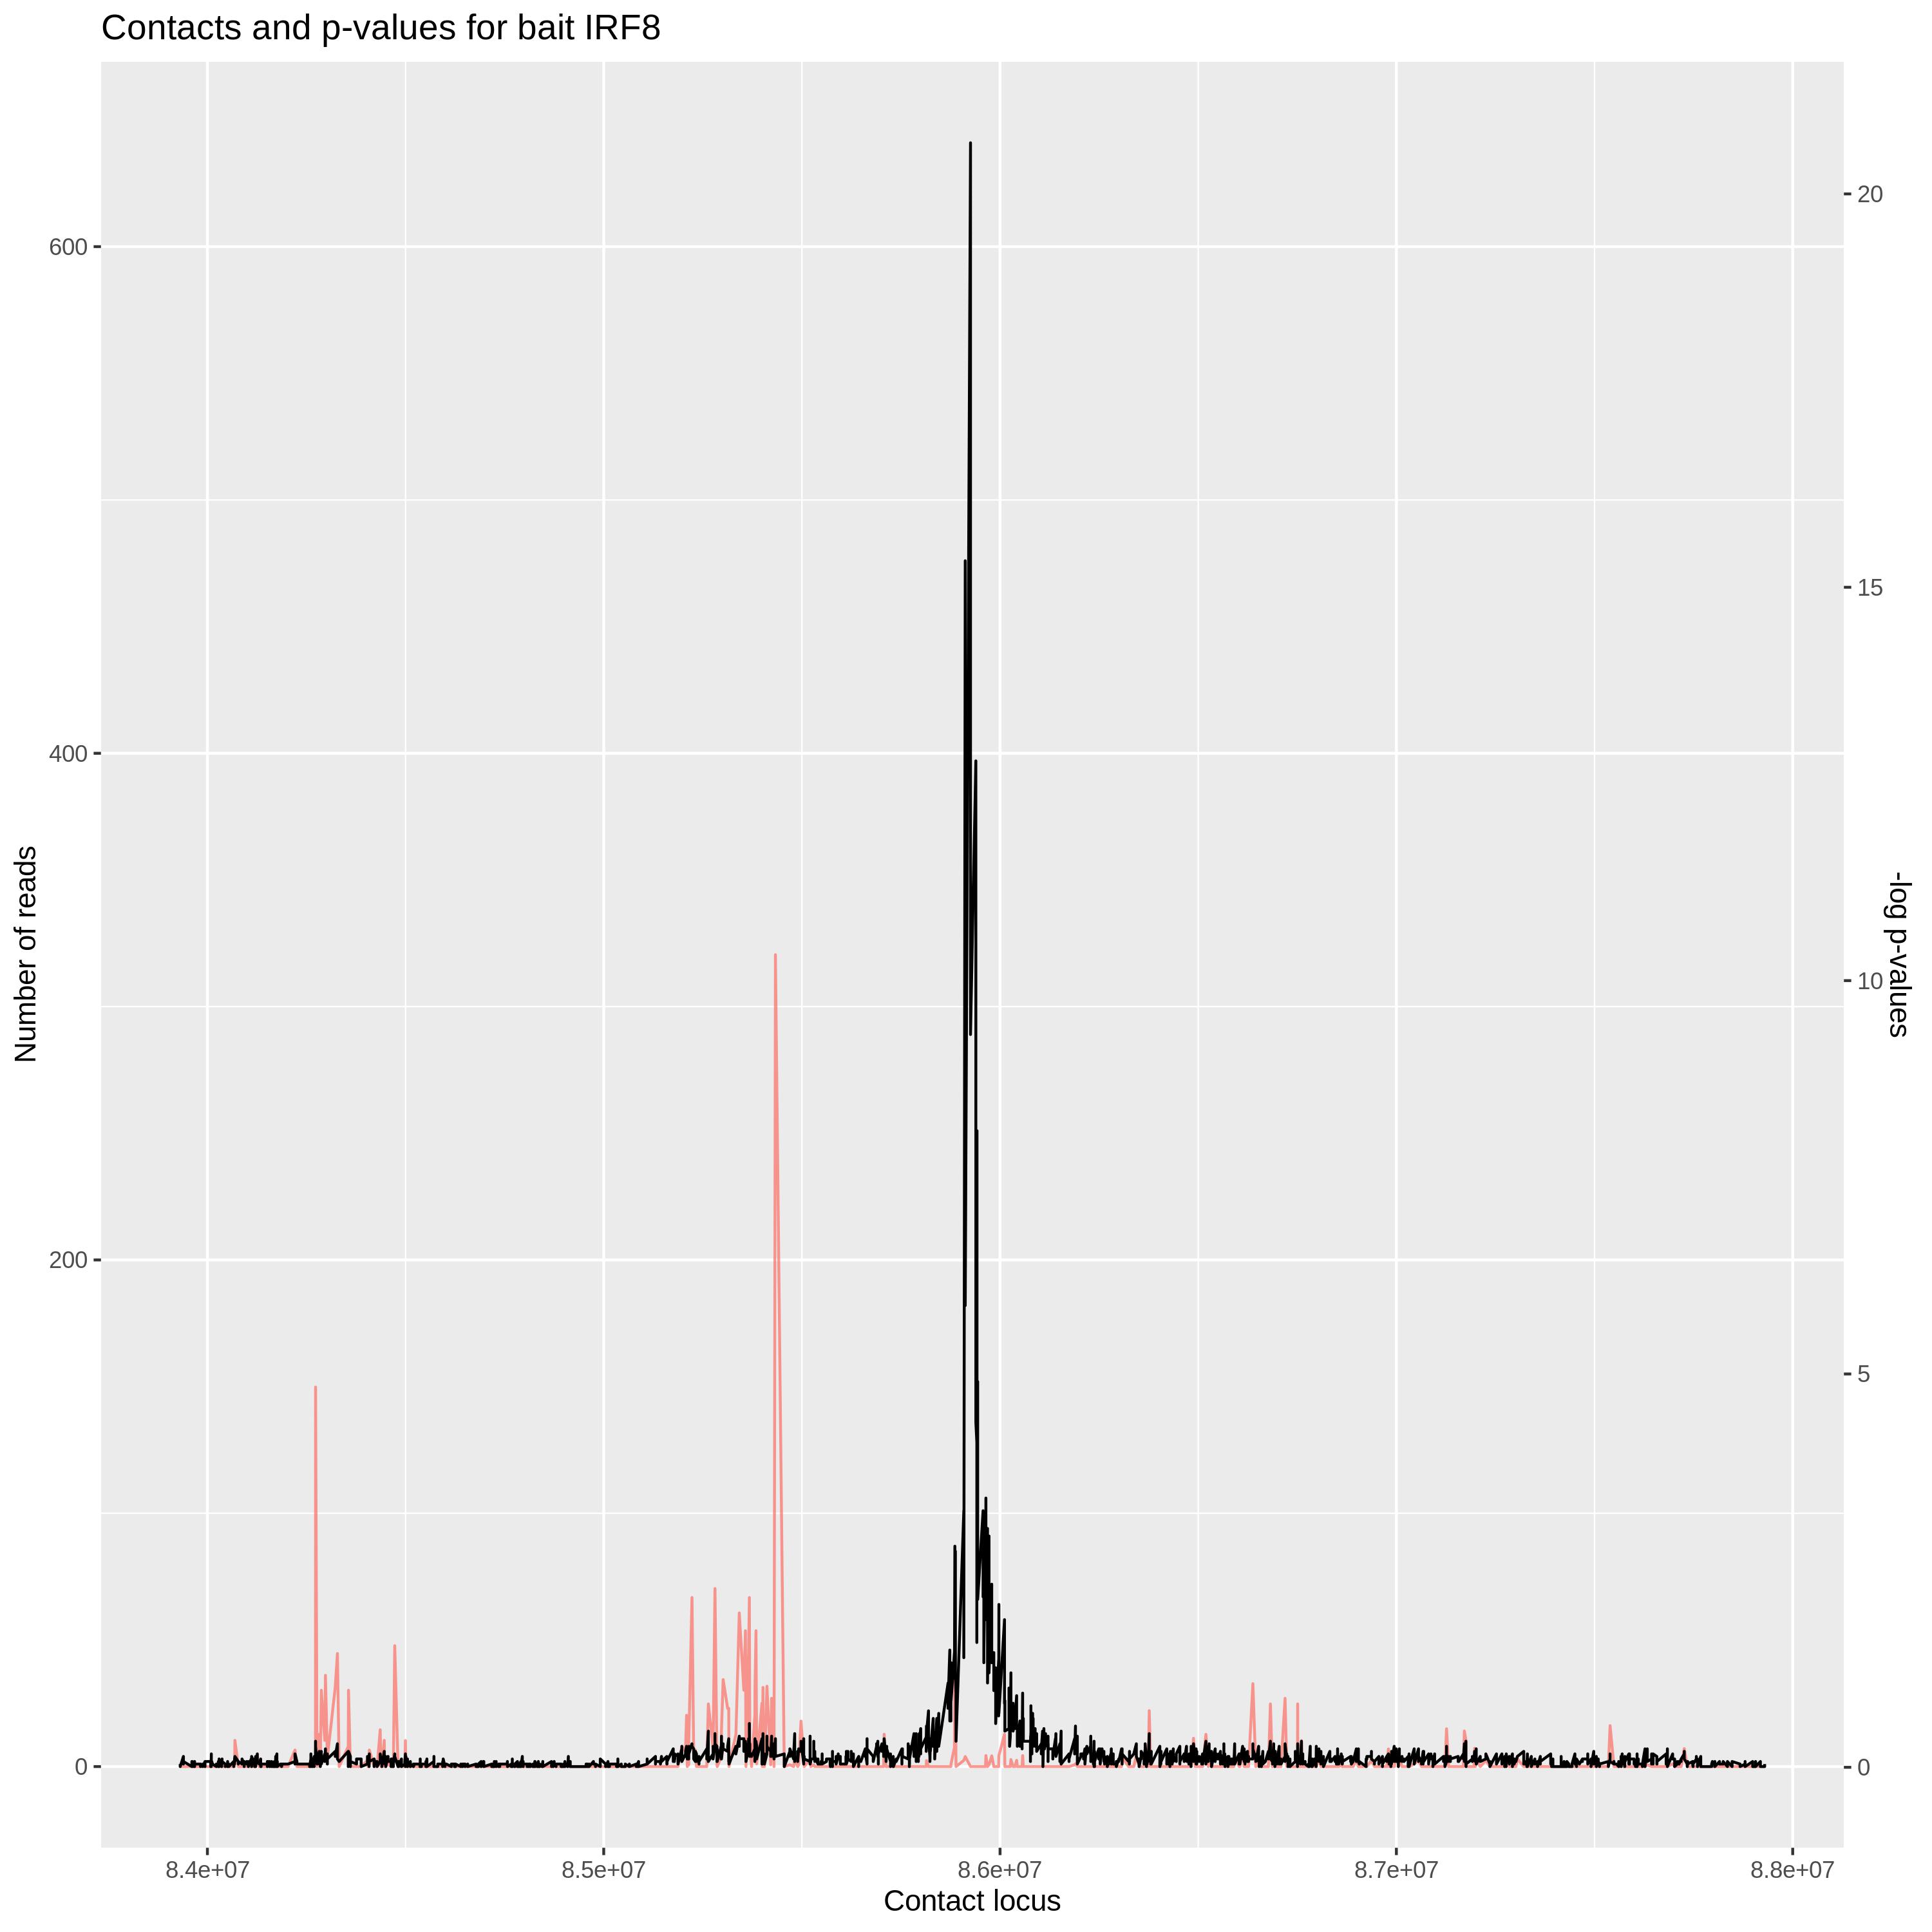 Contacts and p-values for bait IRF8
600
400
200
0
20
15
10
5
0
Number of reads
-log p-values
8.4e+07
8.5e+07
8.6e+07
8.7e+07
8.8e+07
Contact locus